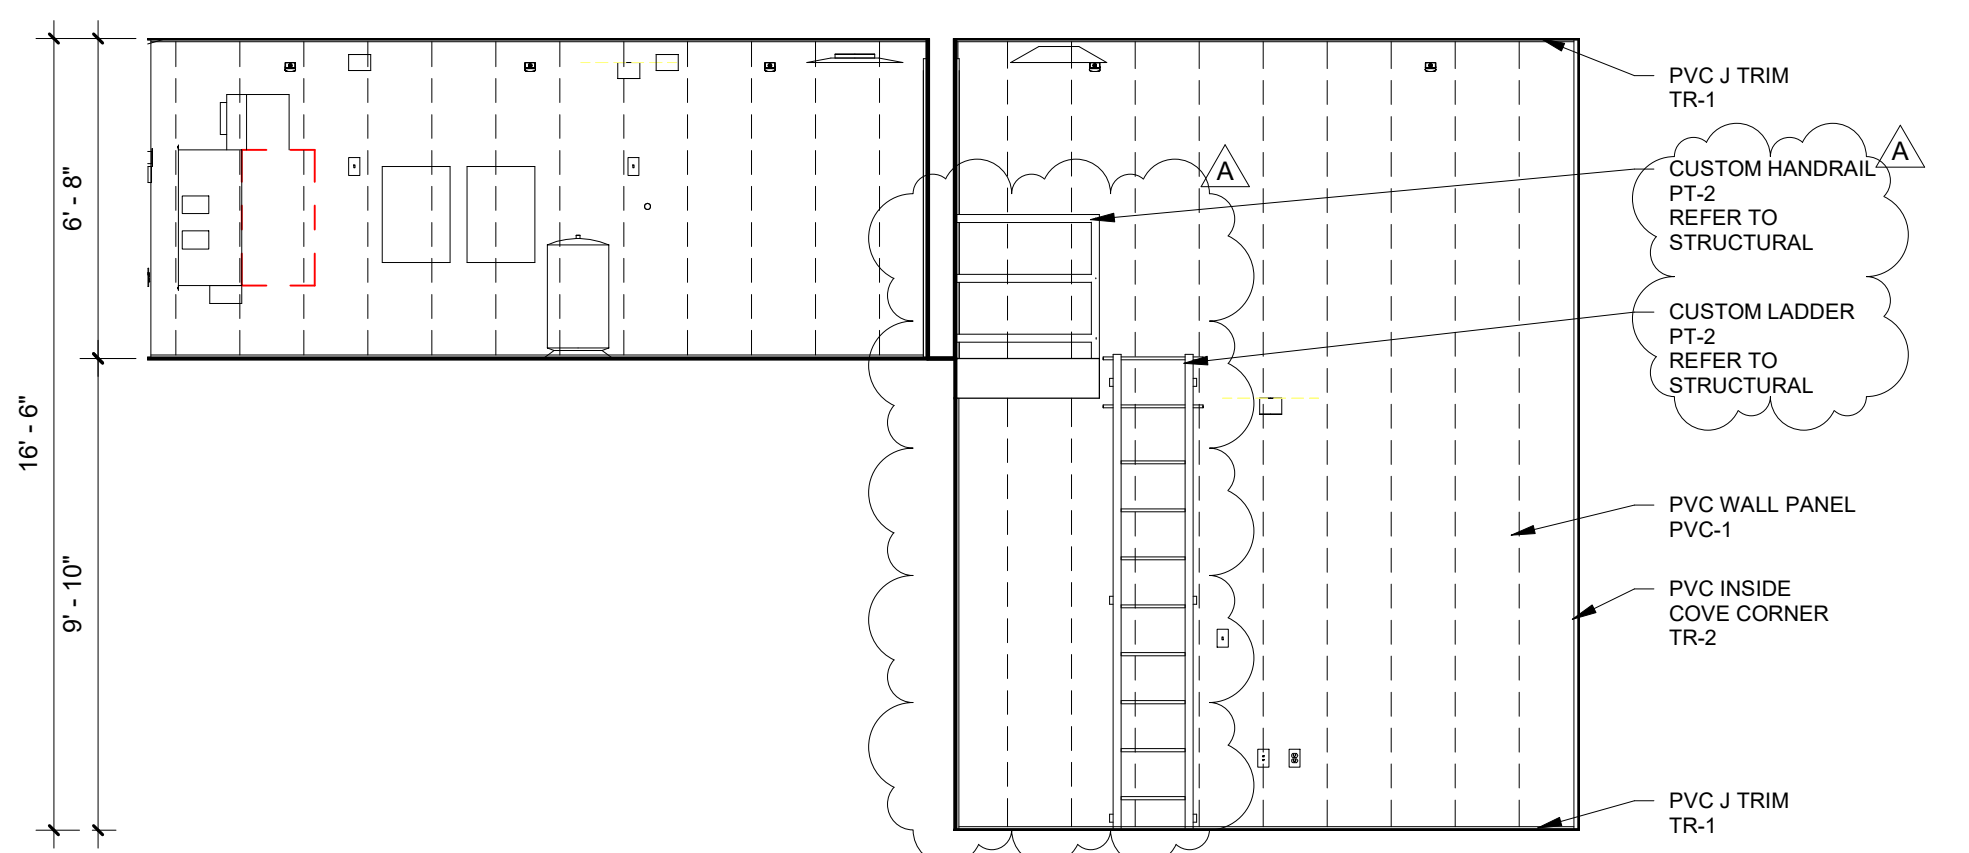 PVC J TRIM
TR-1
A
CUSTOM HANDRAIL
PT-2
REFER TO
STRUCTURAL
A
6' - 8"
CUSTOM LADDER
PT-2
REFER TO
STRUCTURAL
16' - 6"
PVC WALL PANEL
PVC-1
9' - 10"
PVC INSIDE
COVE CORNER
TR-2
PVC J TRIM
TR-1